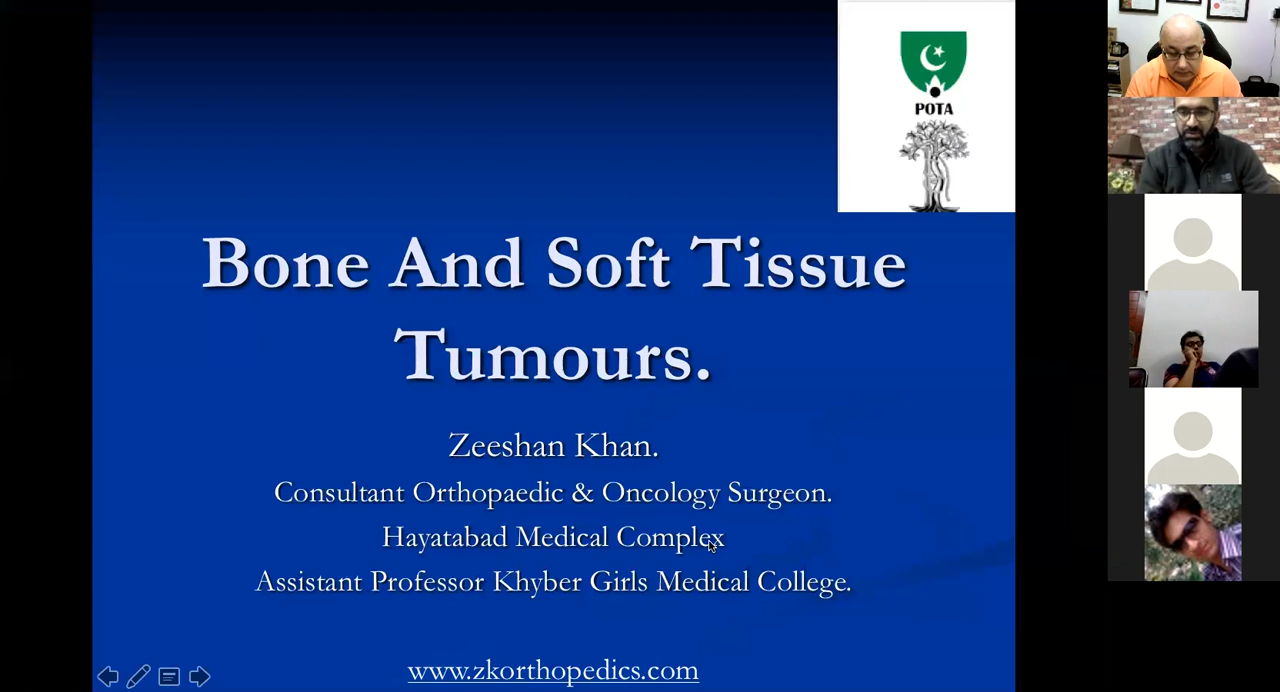 POTA
Bone And Soft Tissue
Tumours.
Zeeshan Khan.
Consultant Orthopaedic & Oncology Surgeon.
Hayatabad Medical Complex
Assistant Professor Khyber Girls Medical College.
www.zkorthopedics.com